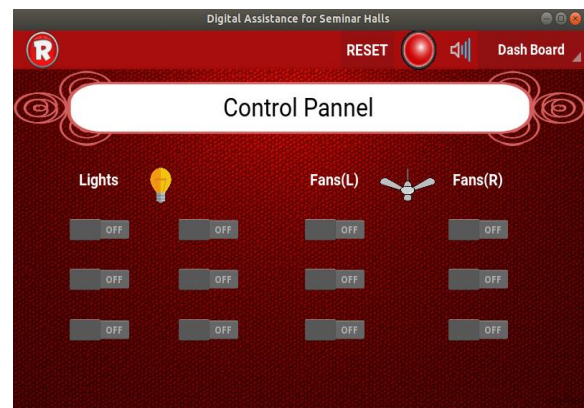 Digital Assistance for Seminar Halls
R RESET Dash Board
Control Pannel
Lights Fans(L) Fans(R)
OFF OFF OFF OFF
OFF OFF OFF OFF
OFF OFF OFF OFF